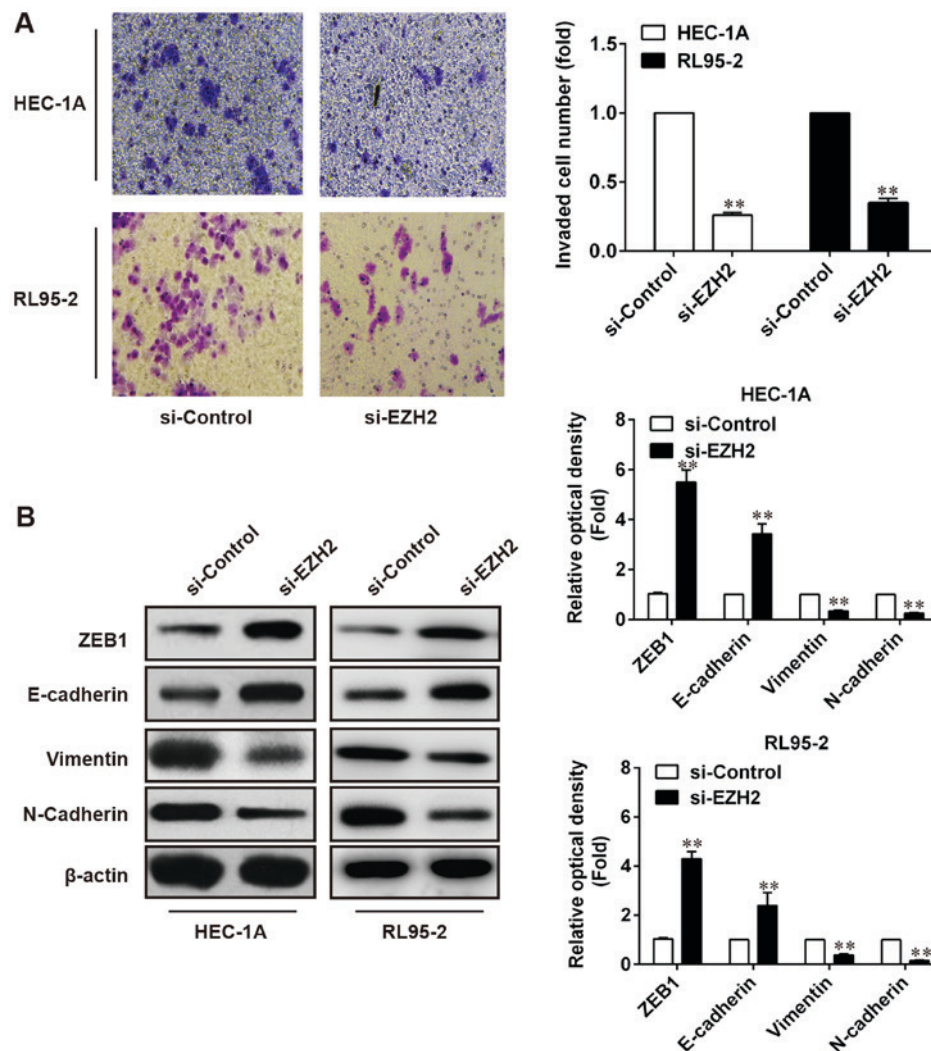 A
HEC-1A
RL95-2
si-Control
si-EZH2
Invaded cell number (fold)
1.5
1.0
0.5
0.0
HEC-1A
RL95-2
**
**
si-Control
si-EZH2
si-Control
si-EZH2
B
si-Control
si-EZH2
si-Control
si-EZH2
ZEB1
E-cadherin
Vimentin
N-Cadherin
β-actin
HEC-1A
RL95-2
HEC-1A
Relative optical density
(Fold)
8
6
4
2
0
si-Control
si-EZH2
**
**
**
**
ZEB1
E-cadherin
Vimentin
N-cadherin
RL95-2
Relative optical density
(Fold)
8
6
4
2
0
si-Control
si-EZH2
**
**
**
**
ZEB1
E-cadherin
Vimentin
N-cadherin